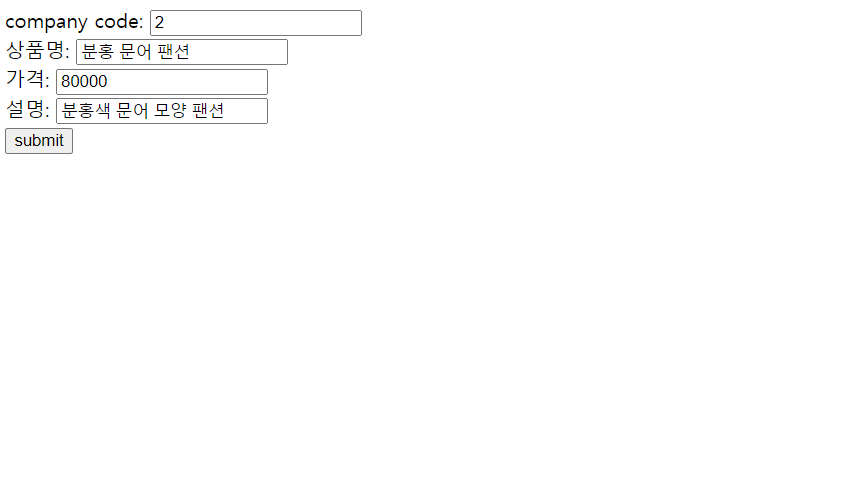 company code: 2
상품명: 분홍 문어 팬션
가격: 80000
설명: 분홍색 문어 모양 팬션
submit